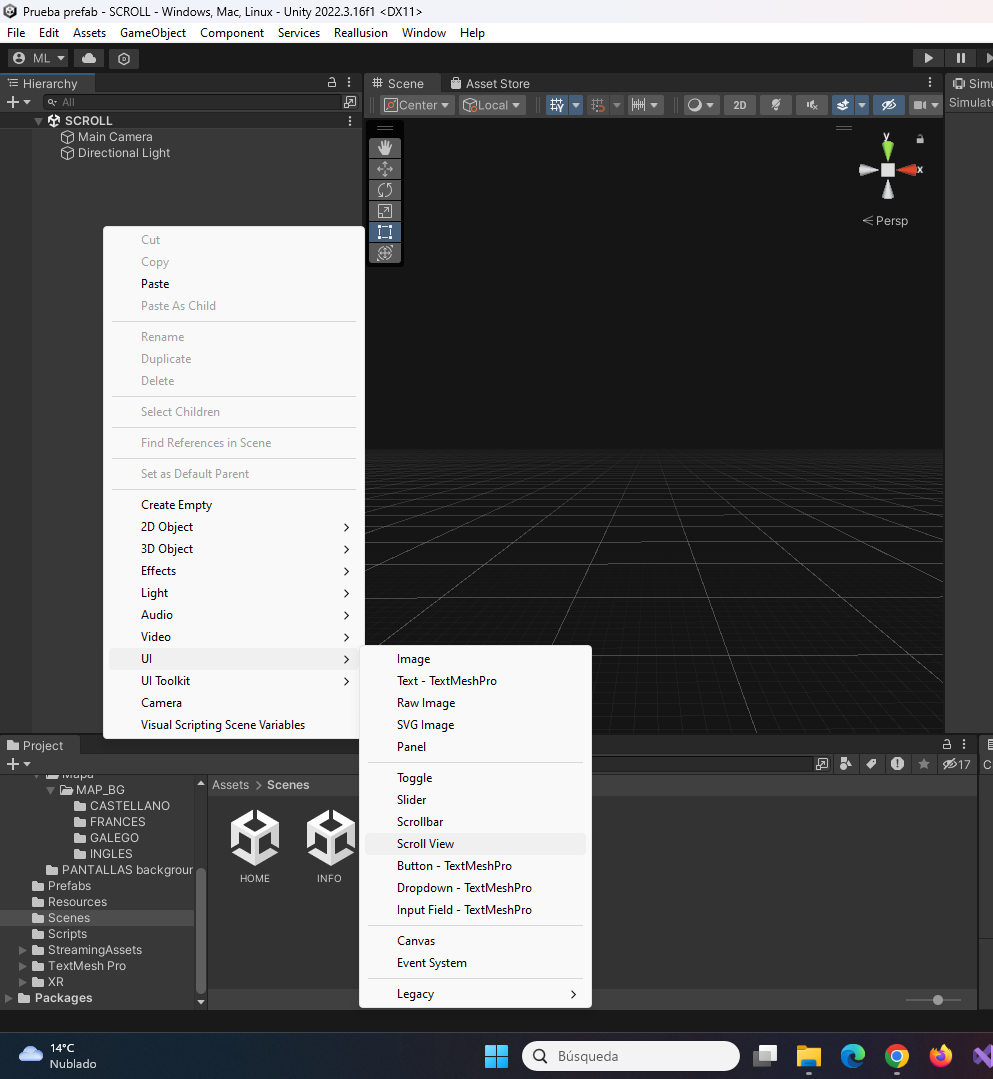 Prueba prefab - SCROLL - Windows, Mac, Linux - Unity 2022.3.16f1 <DX11>
File Edit Assets GameObject Component Services Reallusion Window Help
ML
Hierarchy
All
SCROLL
Main Camera
Directional Light
Scene Asset Store
Center Local 2D
Simulate
y
x
Persp
Cut
Copy
Paste
Paste As Child
Rename
Duplicate
Delete
Select Children
Find References in Scene
Set as Default Parent
Create Empty
2D Object
3D Object
Effects
Light
Audio
Video
UI
UI Toolkit
Camera
Visual Scripting Scene Variables
Image
Text - TextMeshPro
Raw Image
SVG Image
Panel
Toggle
Slider
Scrollbar
Scroll View
Button - TextMeshPro
Dropdown - TextMeshPro
Input Field - TextMeshPro
Canvas
Event System
Legacy
Project
17
Mapa
MAP_BG
CASTELLANO
FRANCES
GALEGO
INGLES
PANTALLAS backgrour
Prefabs
Resources
Scenes
Scripts
StreamingAssets
TextMesh Pro
XR
Packages
Assets > Scenes
HOME
INFO
14°C
Nublado
Búsqueda